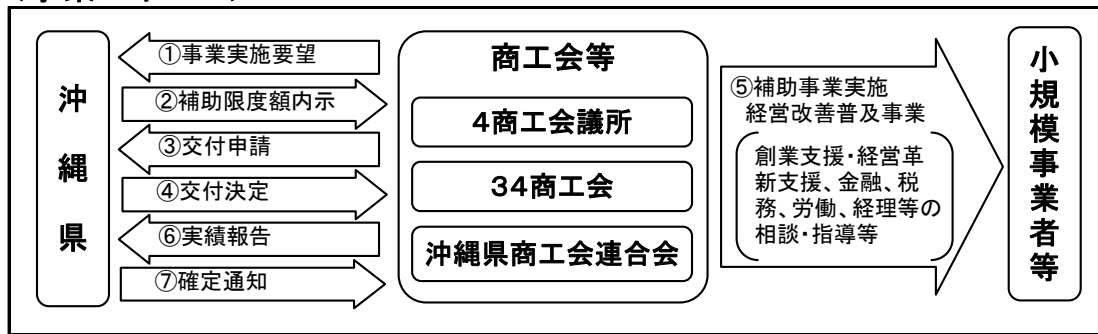 沖縄県
①事業実施要望
②補助限度額内示
③交付申請
④交付決定
⑥実績報告
⑦確定通知
商工会等
4商工会議所
34商工会
沖縄県商工会連合会
⑤補助事業実施
経営改善普及事業
創業支援・経営革
新支援、金融、税
務、労働、経理等の
相談・指導等
小規模事業者等